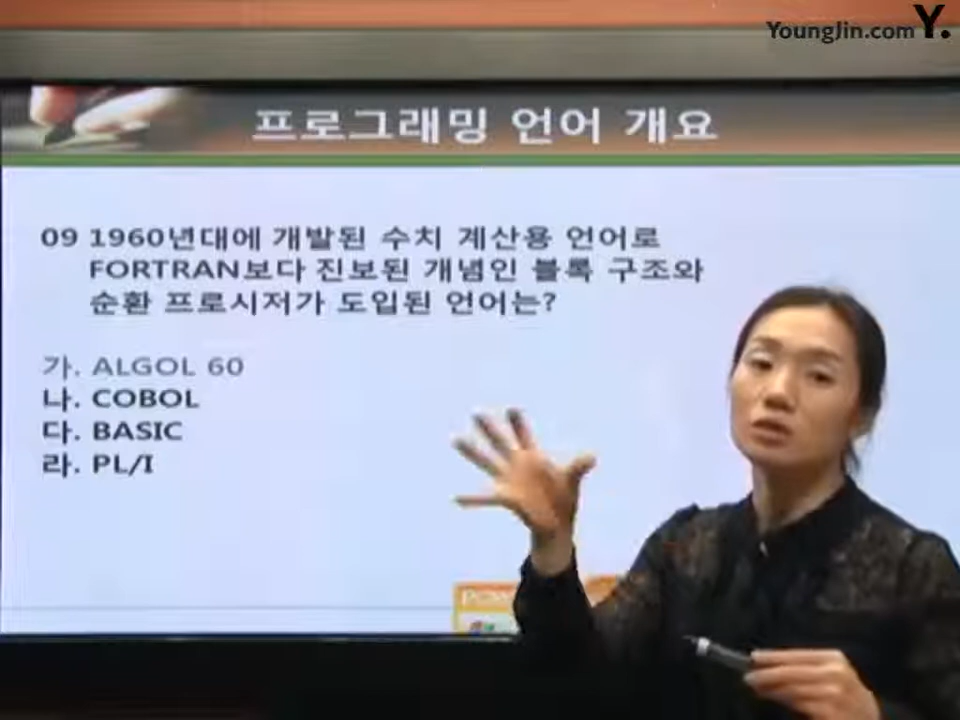 YoungJin.com Y.
프로그래밍 언어 개요
09 1960년대에 개발된 수치 계산용 언어로
FORTRAN보다 진보된 개념인 블록 구조와
순환 프로시저가 도입된 언어는?
가. ALGOL 60
나. COBOL
다. BASIC
라. PL/I